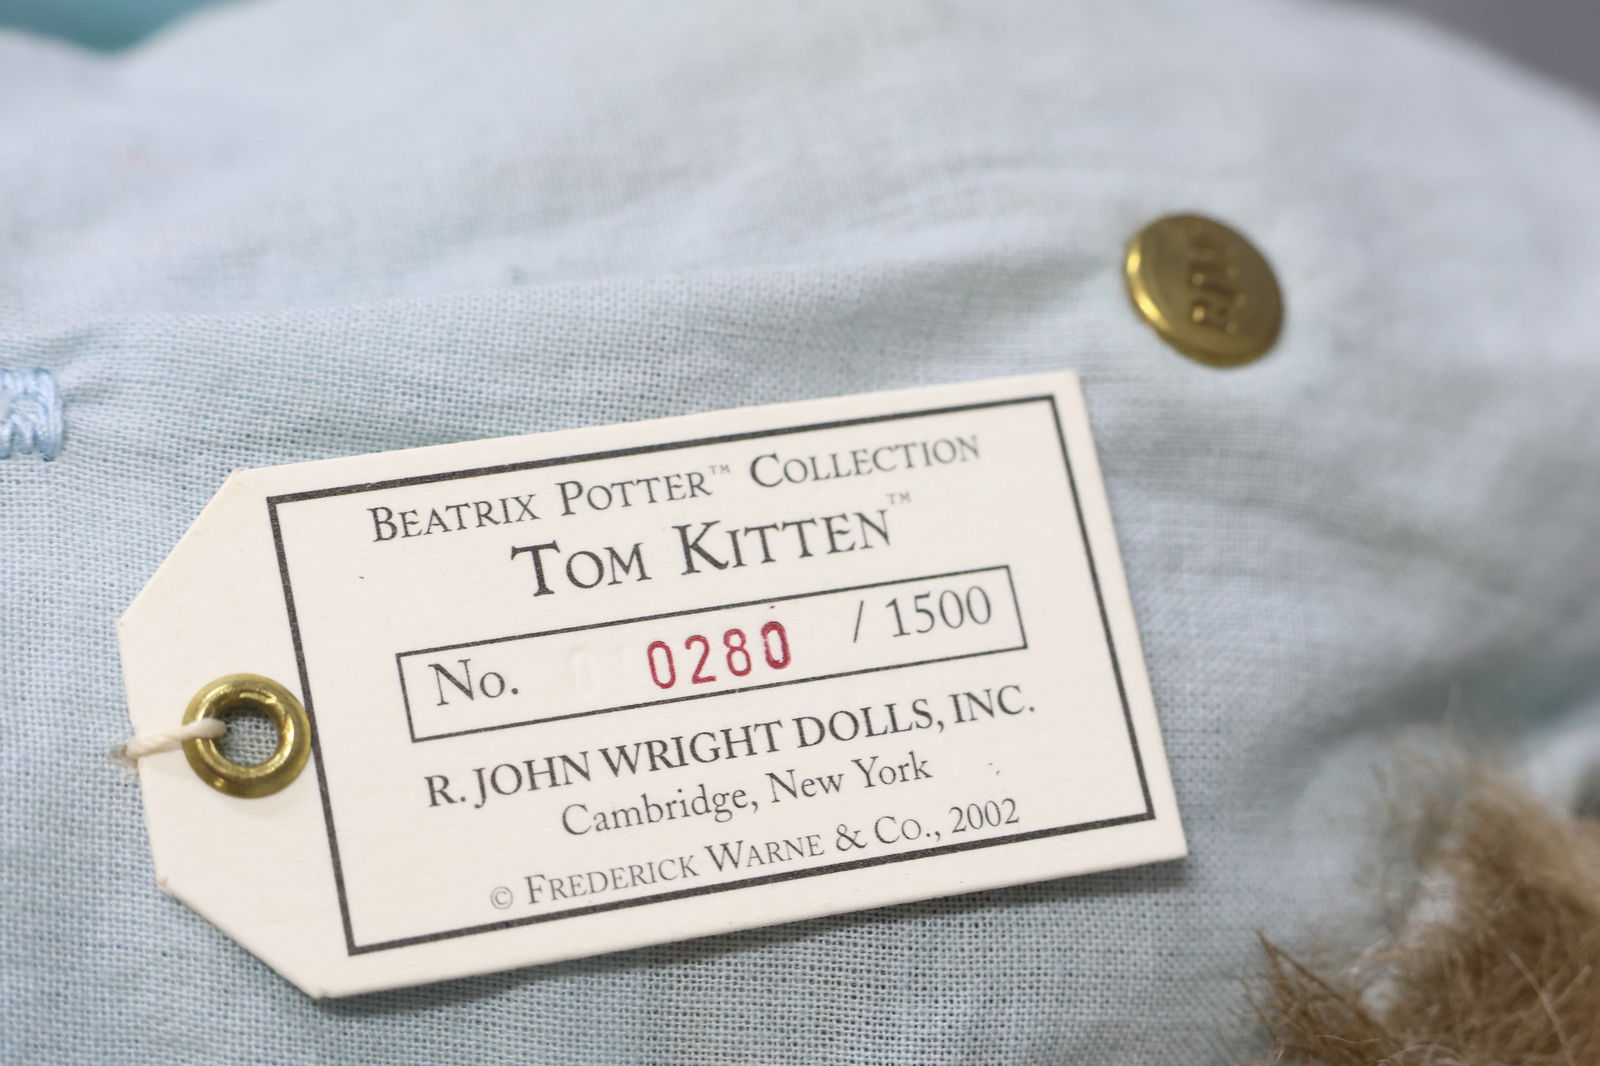 BEATRIX POTTER™ COLLECTION
TOM KITTEN™
No. 0280 / 1500
R. JOHN WRIGHT DOLLS, INC.
Cambridge, New York
© FREDERICK WARNE & CO., 2002
RJW